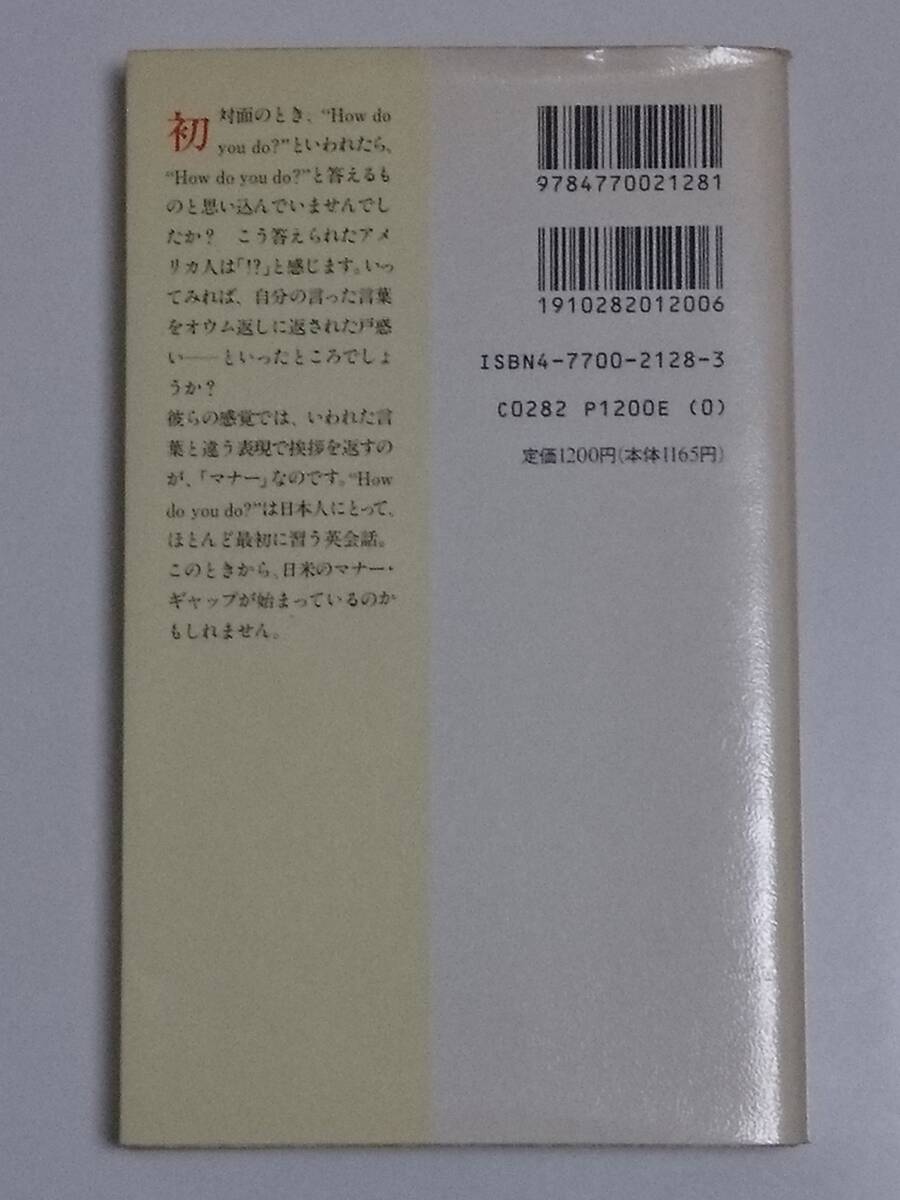 初対面のとき、“How do
you do?”といわれたら、
“How do you do?”と答えるも
のと思い込んでいませんでし
たか？　こう答えられたアメ
リカ人は「!?」と感じます。いっ
てみれば、自分の言った言葉
をオウム返しに返された戸惑
い――といったところでしょ
うか？
彼らの感覚では、いわれた言
葉と違う表現で挨拶を返すの
が、「マナー」なのです。“How
do you do?”は日本人にとって、
ほとんど最初に習う英会話。
このときから、日米のマナー・
ギャップが始まっているのか
もしれません。
9784770021281
1910282012006
ISBN4-7700-2128-3
C0282 P1200E (0)
定価1200円(本体1165円)